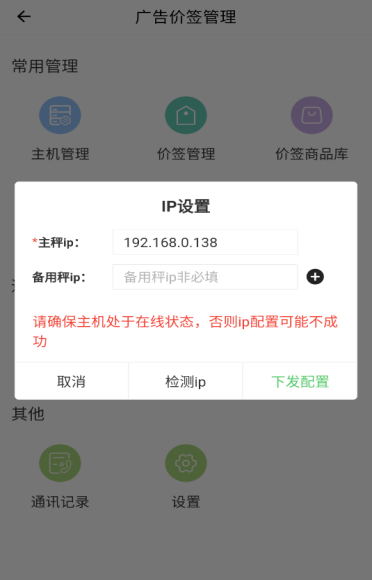 广告价签管理
常用管理
主机管理
价签管理
价签商品库
IP设置
*主秤ip：
192.168.0.138
备用秤ip：
备用秤ip非必填
请确保主机处于在线状态，否则ip配置可能不成
功
取消
检测ip
下发配置
其他
通讯记录
设置